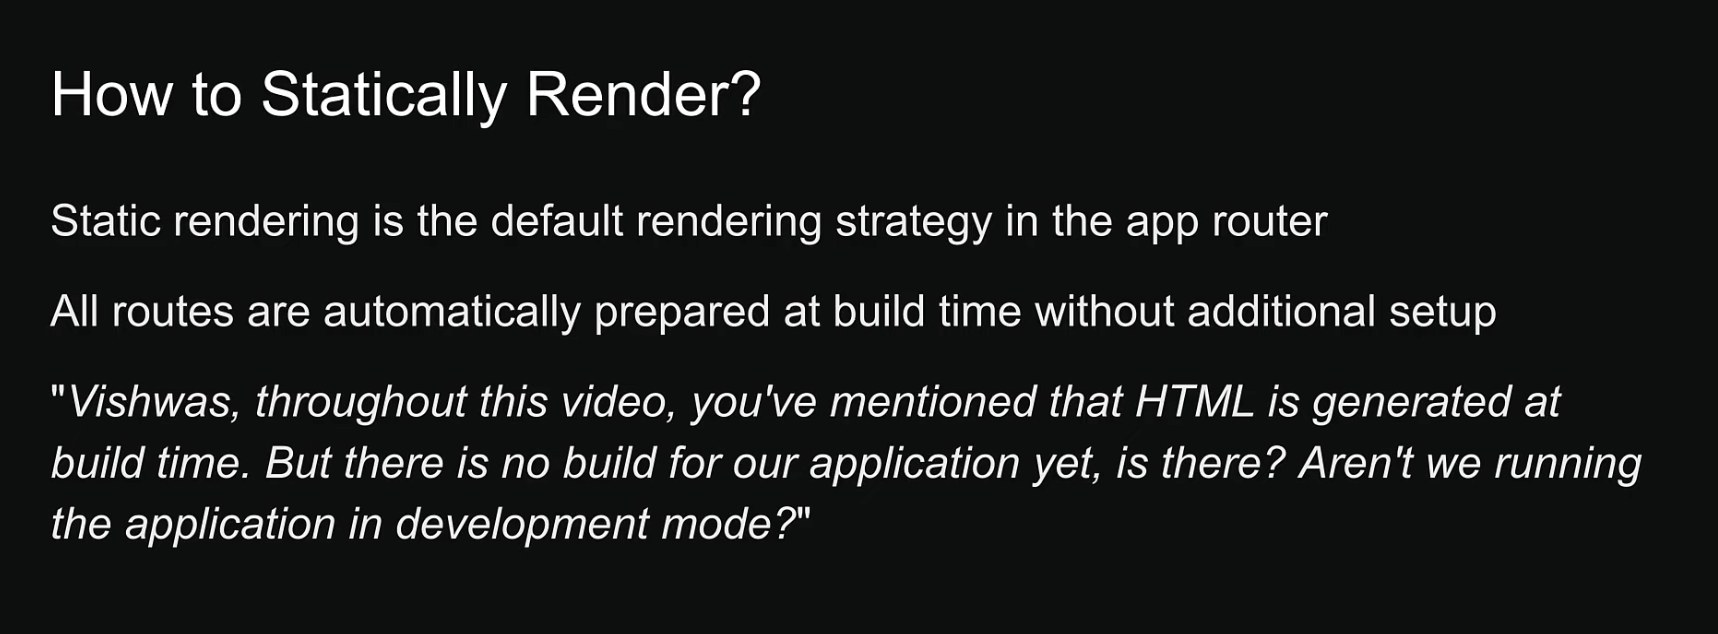 How to Statically Render?
Static rendering is the default rendering strategy in the app router
All routes are automatically prepared at build time without additional setup
"Vishwas, throughout this video, you've mentioned that HTML is generated at
build time. But there is no build for our application yet, is there? Aren't we running
the application in development mode?"